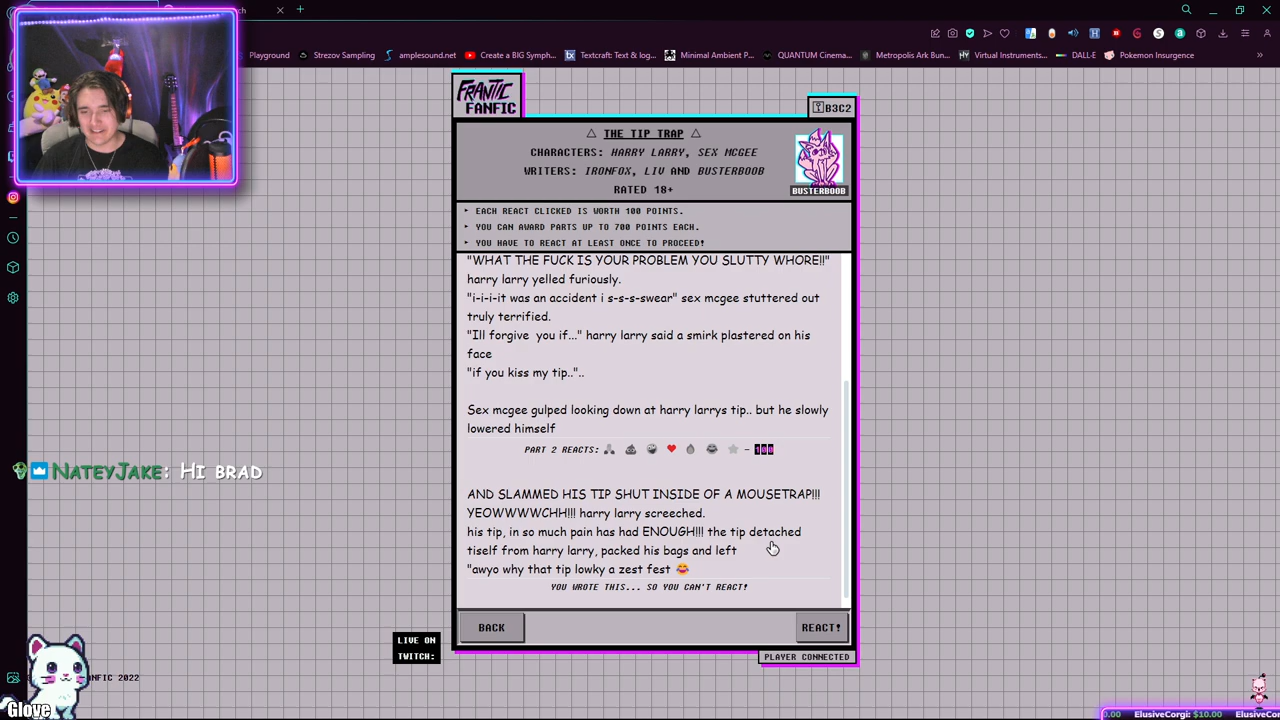 ch
Playground
Strezov Sampling
amplesound.net
Create a BIG Symph...
Textcraft: Text & log...
Minimal Ambient P...
QUANTUM Cinema...
Metropolis Ark Bun...
Virtual Instruments...
DALL·E
Pokemon Insurgence
FRANTIC
FANFIC
B3C2
THE TIP TRAP
CHARACTERS: HARRY LARRY, SEX MCGEE
WRITERS: IRONFOX, LIV AND BUSTERBOOB
RATED 18+
BUSTERBOOB
EACH REACT CLICKED IS WORTH 100 POINTS.
YOU CAN AWARD PARTS UP TO 700 POINTS EACH.
YOU HAVE TO REACT AT LEAST ONCE TO PROCEED!
"WHAT THE FUCK IS YOUR PROBLEM YOU SLUTTY WHORE!!"
harry larry yelled furiously.
"i-i-i-it was an accident i s-s-s-swear" sex mcgee stuttered out
truly terrified.
"Ill forgive you if..." harry larry said a smirk plastered on his
face
"if you kiss my tip.."..
Sex mcgee gulped looking down at harry larrys tip.. but he slowly
lowered himself
PART 2 REACTS: - 100
NATEYJAKE: HI BRAD
AND SLAMMED HIS TIP SHUT INSIDE OF A MOUSETRAP!!!
YEOWWWWCHH!!! harry larry screeched.
his tip, in so much pain has had ENOUGH!!! the tip detached
tiself from harry larry, packed his bags and left
"awyo why that tip lowky a zest fest 😂
YOU WROTE THIS... SO YOU CAN'T REACT!
BACK
REACT!
LIVE ON
TWITCH:
PLAYER CONNECTED
ANFIC 2022
Glove
0.00 ElusiveCorgi: $10.00 ElusiveCor